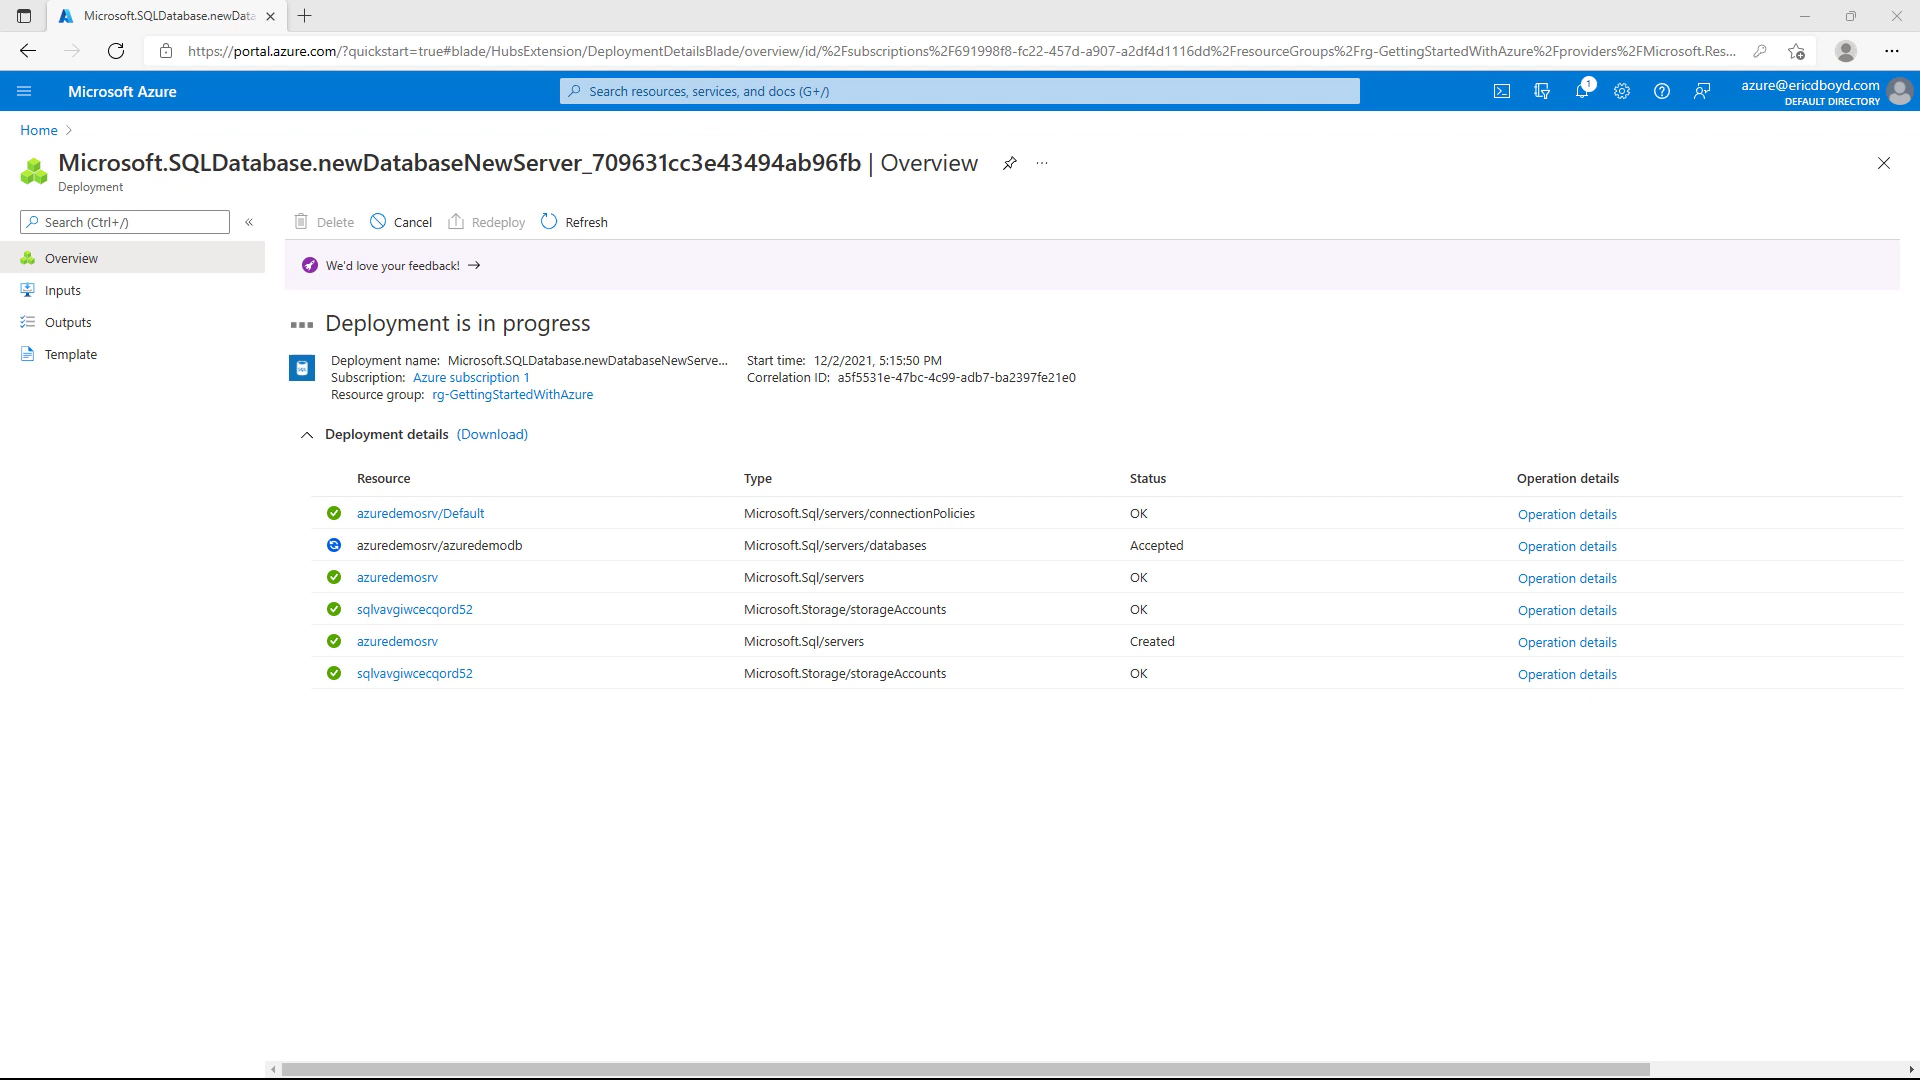 Microsoft.SQLDatabase.newData
https://portal.azure.com/?quickstart=true#blade/HubsExtension/DeploymentDetailsBlade/overview/id/%2Fsubscriptions%2F691998f8-fc22-457d-a907-a2df4d1116dd%2FresourceGroups%2Frg-GettingStartedWithAzure%2Fproviders%2FMicrosoft.Res...
Microsoft Azure
Search resources, services, and docs (G+/)
1
azure@ericdboyd.com
DEFAULT DIRECTORY
Home
Microsoft.SQLDatabase.newDatabaseNewServer_709631cc3e43494ab96fb | Overview
Deployment
Search (Ctrl+/)
Delete Cancel Redeploy Refresh
Overview
Inputs
Outputs
Template
We'd love your feedback!
Deployment is in progress
Deployment name: Microsoft.SQLDatabase.newDatabaseNewServe... Start time: 12/2/2021, 5:15:50 PM
Subscription: Azure subscription 1 Correlation ID: a5f5531e-47bc-4c99-adb7-ba2397fe21e0
Resource group: rg-GettingStartedWithAzure
Deployment details (Download)
Resource Type Status Operation details
azuredemosrv/Default Microsoft.Sql/servers/connectionPolicies OK Operation details
azuredemosrv/azuredemodb Microsoft.Sql/servers/databases Accepted Operation details
azuredemosrv Microsoft.Sql/servers OK Operation details
sqlvavgiwcecqord52 Microsoft.Storage/storageAccounts OK Operation details
azuredemosrv Microsoft.Sql/servers Created Operation details
sqlvavgiwcecqord52 Microsoft.Storage/storageAccounts OK Operation details